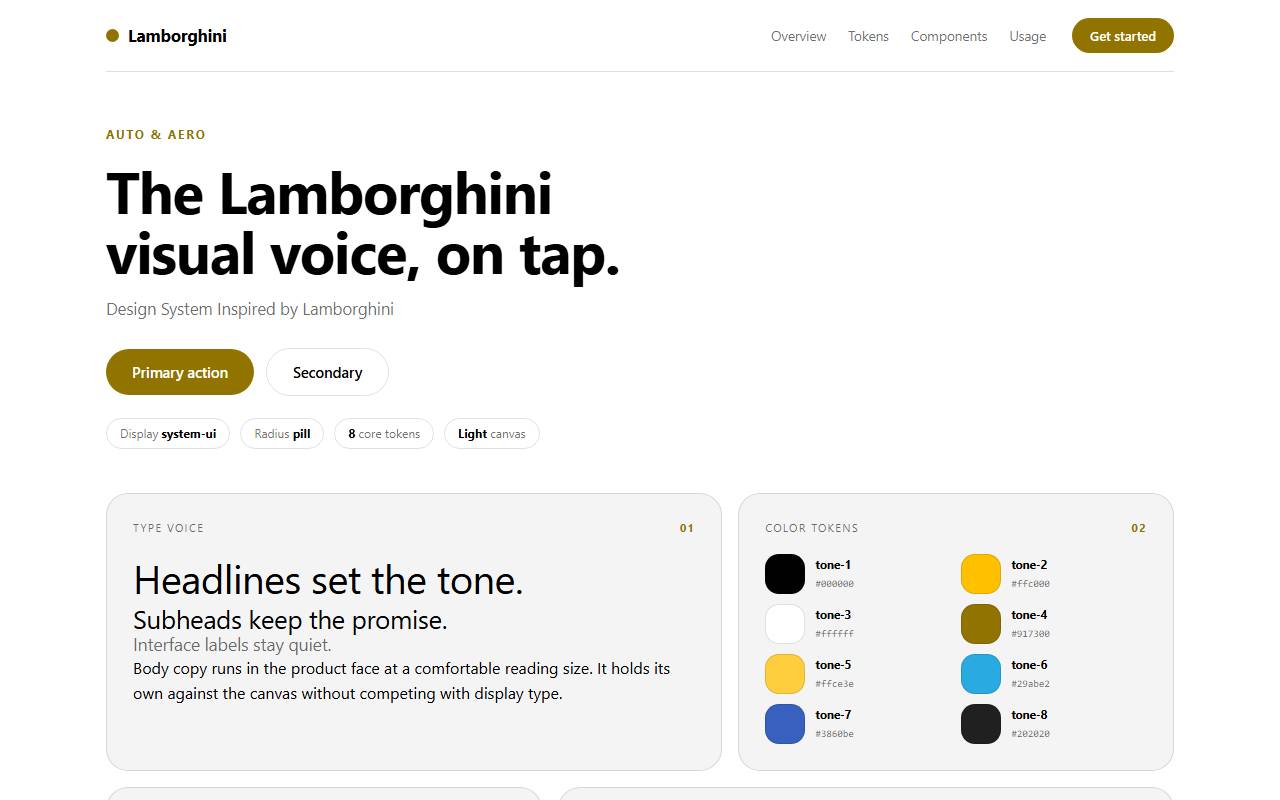 Lamborghini
Overview
Tokens
Components
Usage
Get started
AUTO & AERO
The Lamborghini
visual voice, on tap.
Design System Inspired by Lamborghini
Primary action
Secondary
Display system-ui
Radius pill
8 core tokens
Light canvas
TYPE VOICE
01
Headlines set the tone.
Subheads keep the promise.
Interface labels stay quiet.
Body copy runs in the product face at a comfortable reading size. It holds its
own against the canvas without competing with display type.
COLOR TOKENS
02
tone-1
#000000
tone-2
#ffc000
tone-3
#ffffff
tone-4
#917300
tone-5
#ffce3e
tone-6
#29abe2
tone-7
#3860be
tone-8
#202020